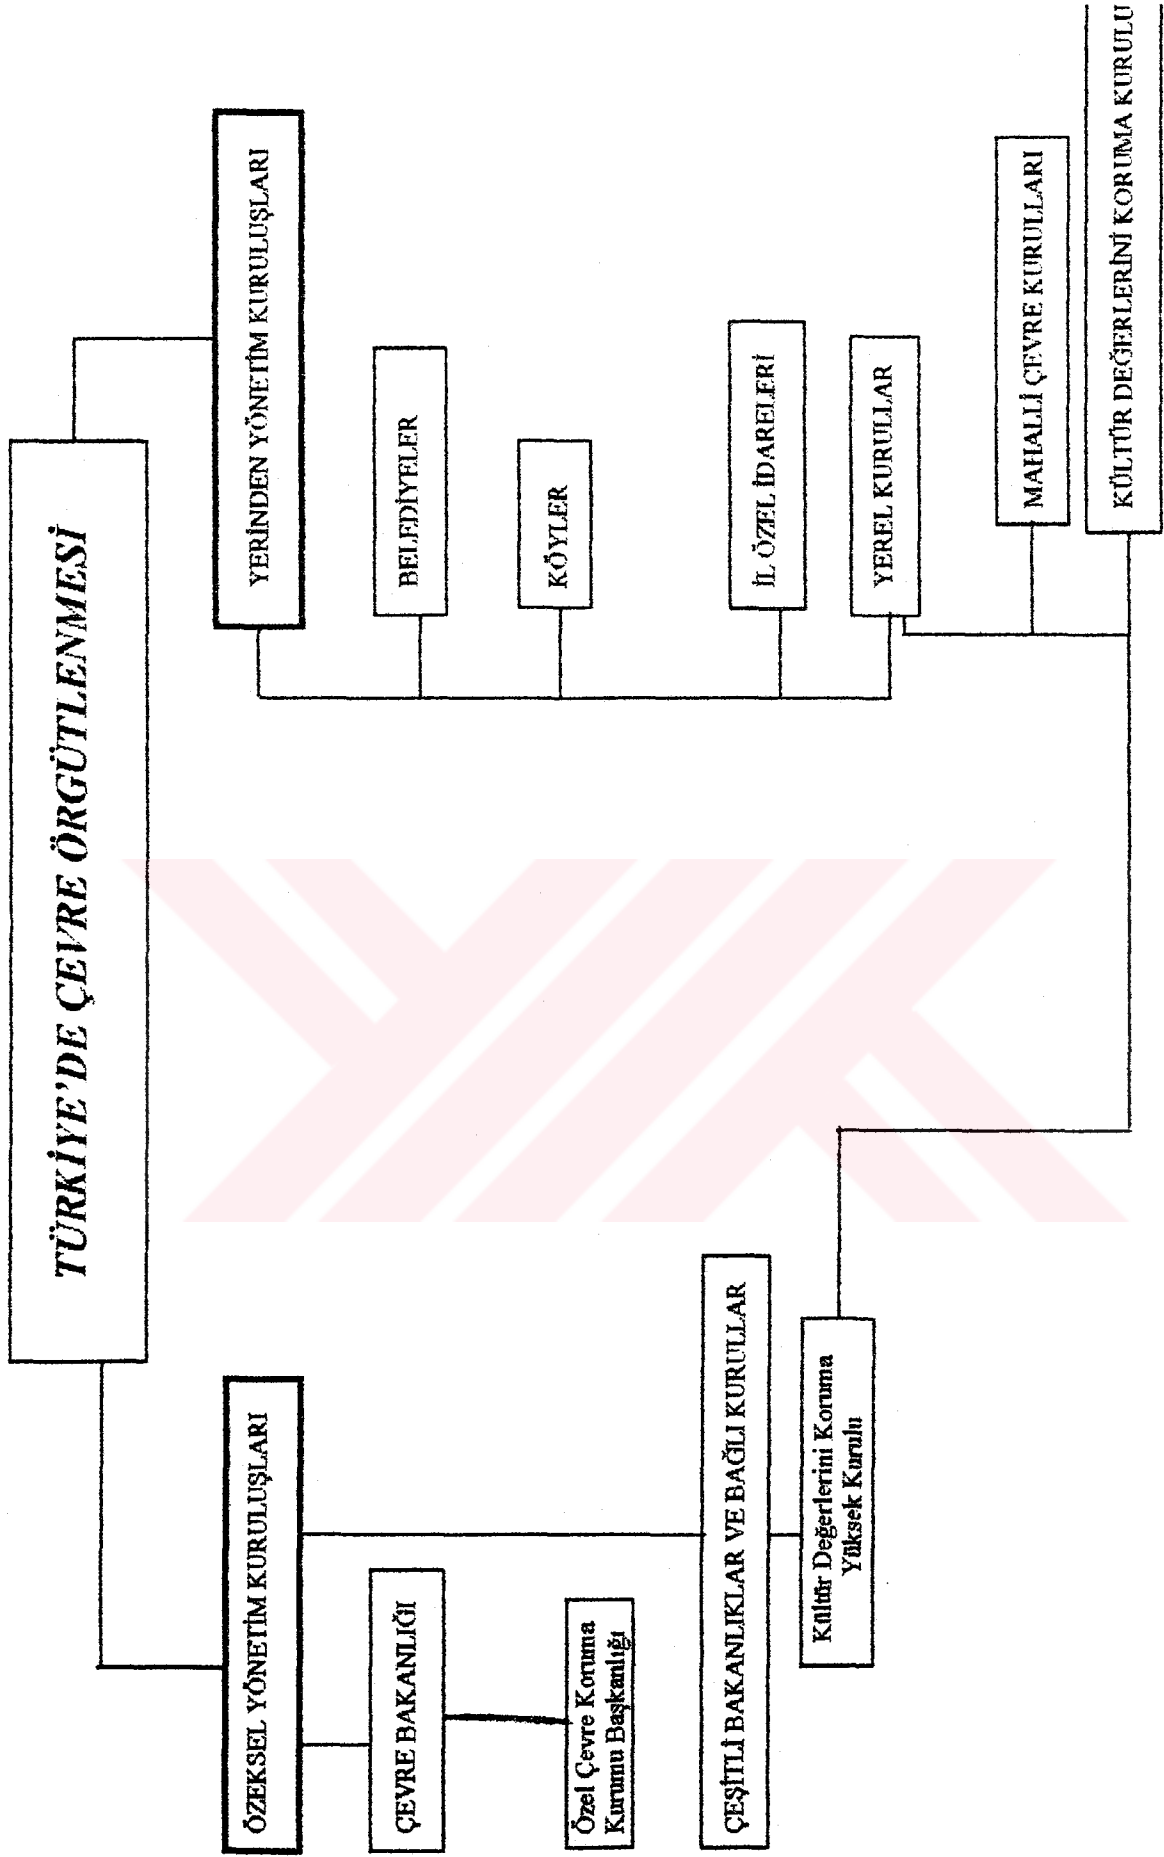 TÜRKİYE'DE ÇEVRE ÖRGÜTLENMESİ
ÖZEKSEL YÖNETİM KURULUŞLARI
ÇEVRE BAKANLIĞI
Özel Çevre Koruma
Kurumu Başkanlığı
ÇEŞİTLİ BAKANLIKLAR VE BAĞLI KURULLAR
Kültür Değerlerini Koruma
Yüksek Kurulu
YERİNDEN YÖNETİM KURULUŞLARI
BELEDİYELER
KÖYLER
İL ÖZEL İDARELERİ
YEREL KURULLAR
MAHALLİ ÇEVRE KURULLARI
KÜLTÜR DEĞERLERİNİ KORUMA KURULU